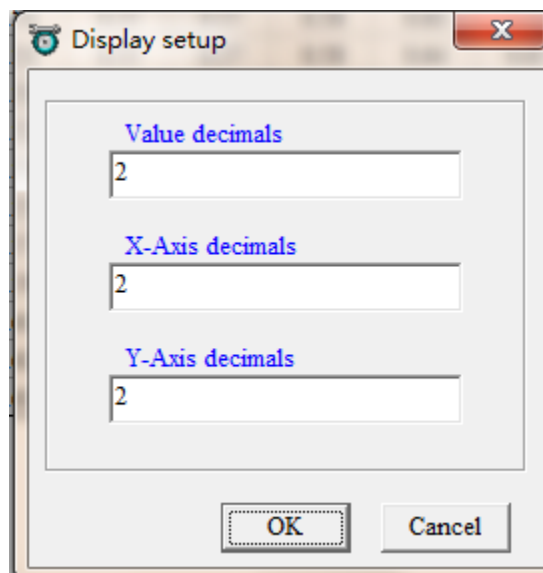 Display setup
Value decimals
2
X-Axis decimals
2
Y-Axis decimals
2
OK
Cancel